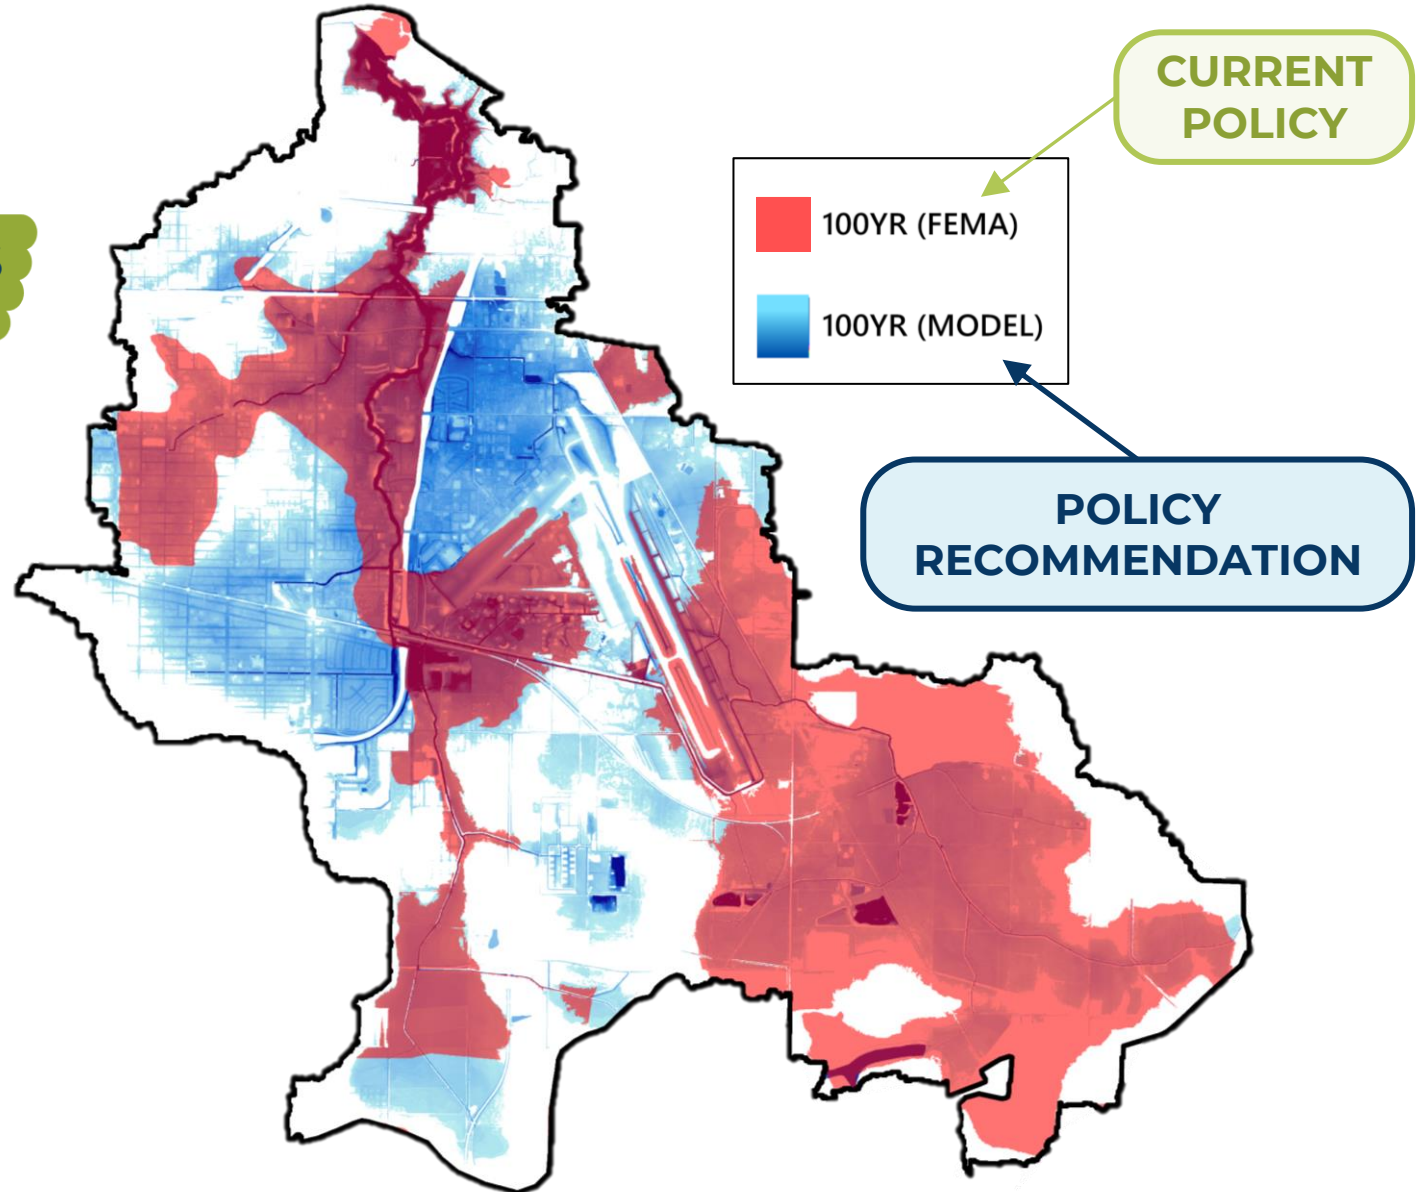 CURRENT
POLICY
100YR (FEMA)
100YR (MODEL)
POLICY
RECOMMENDATION